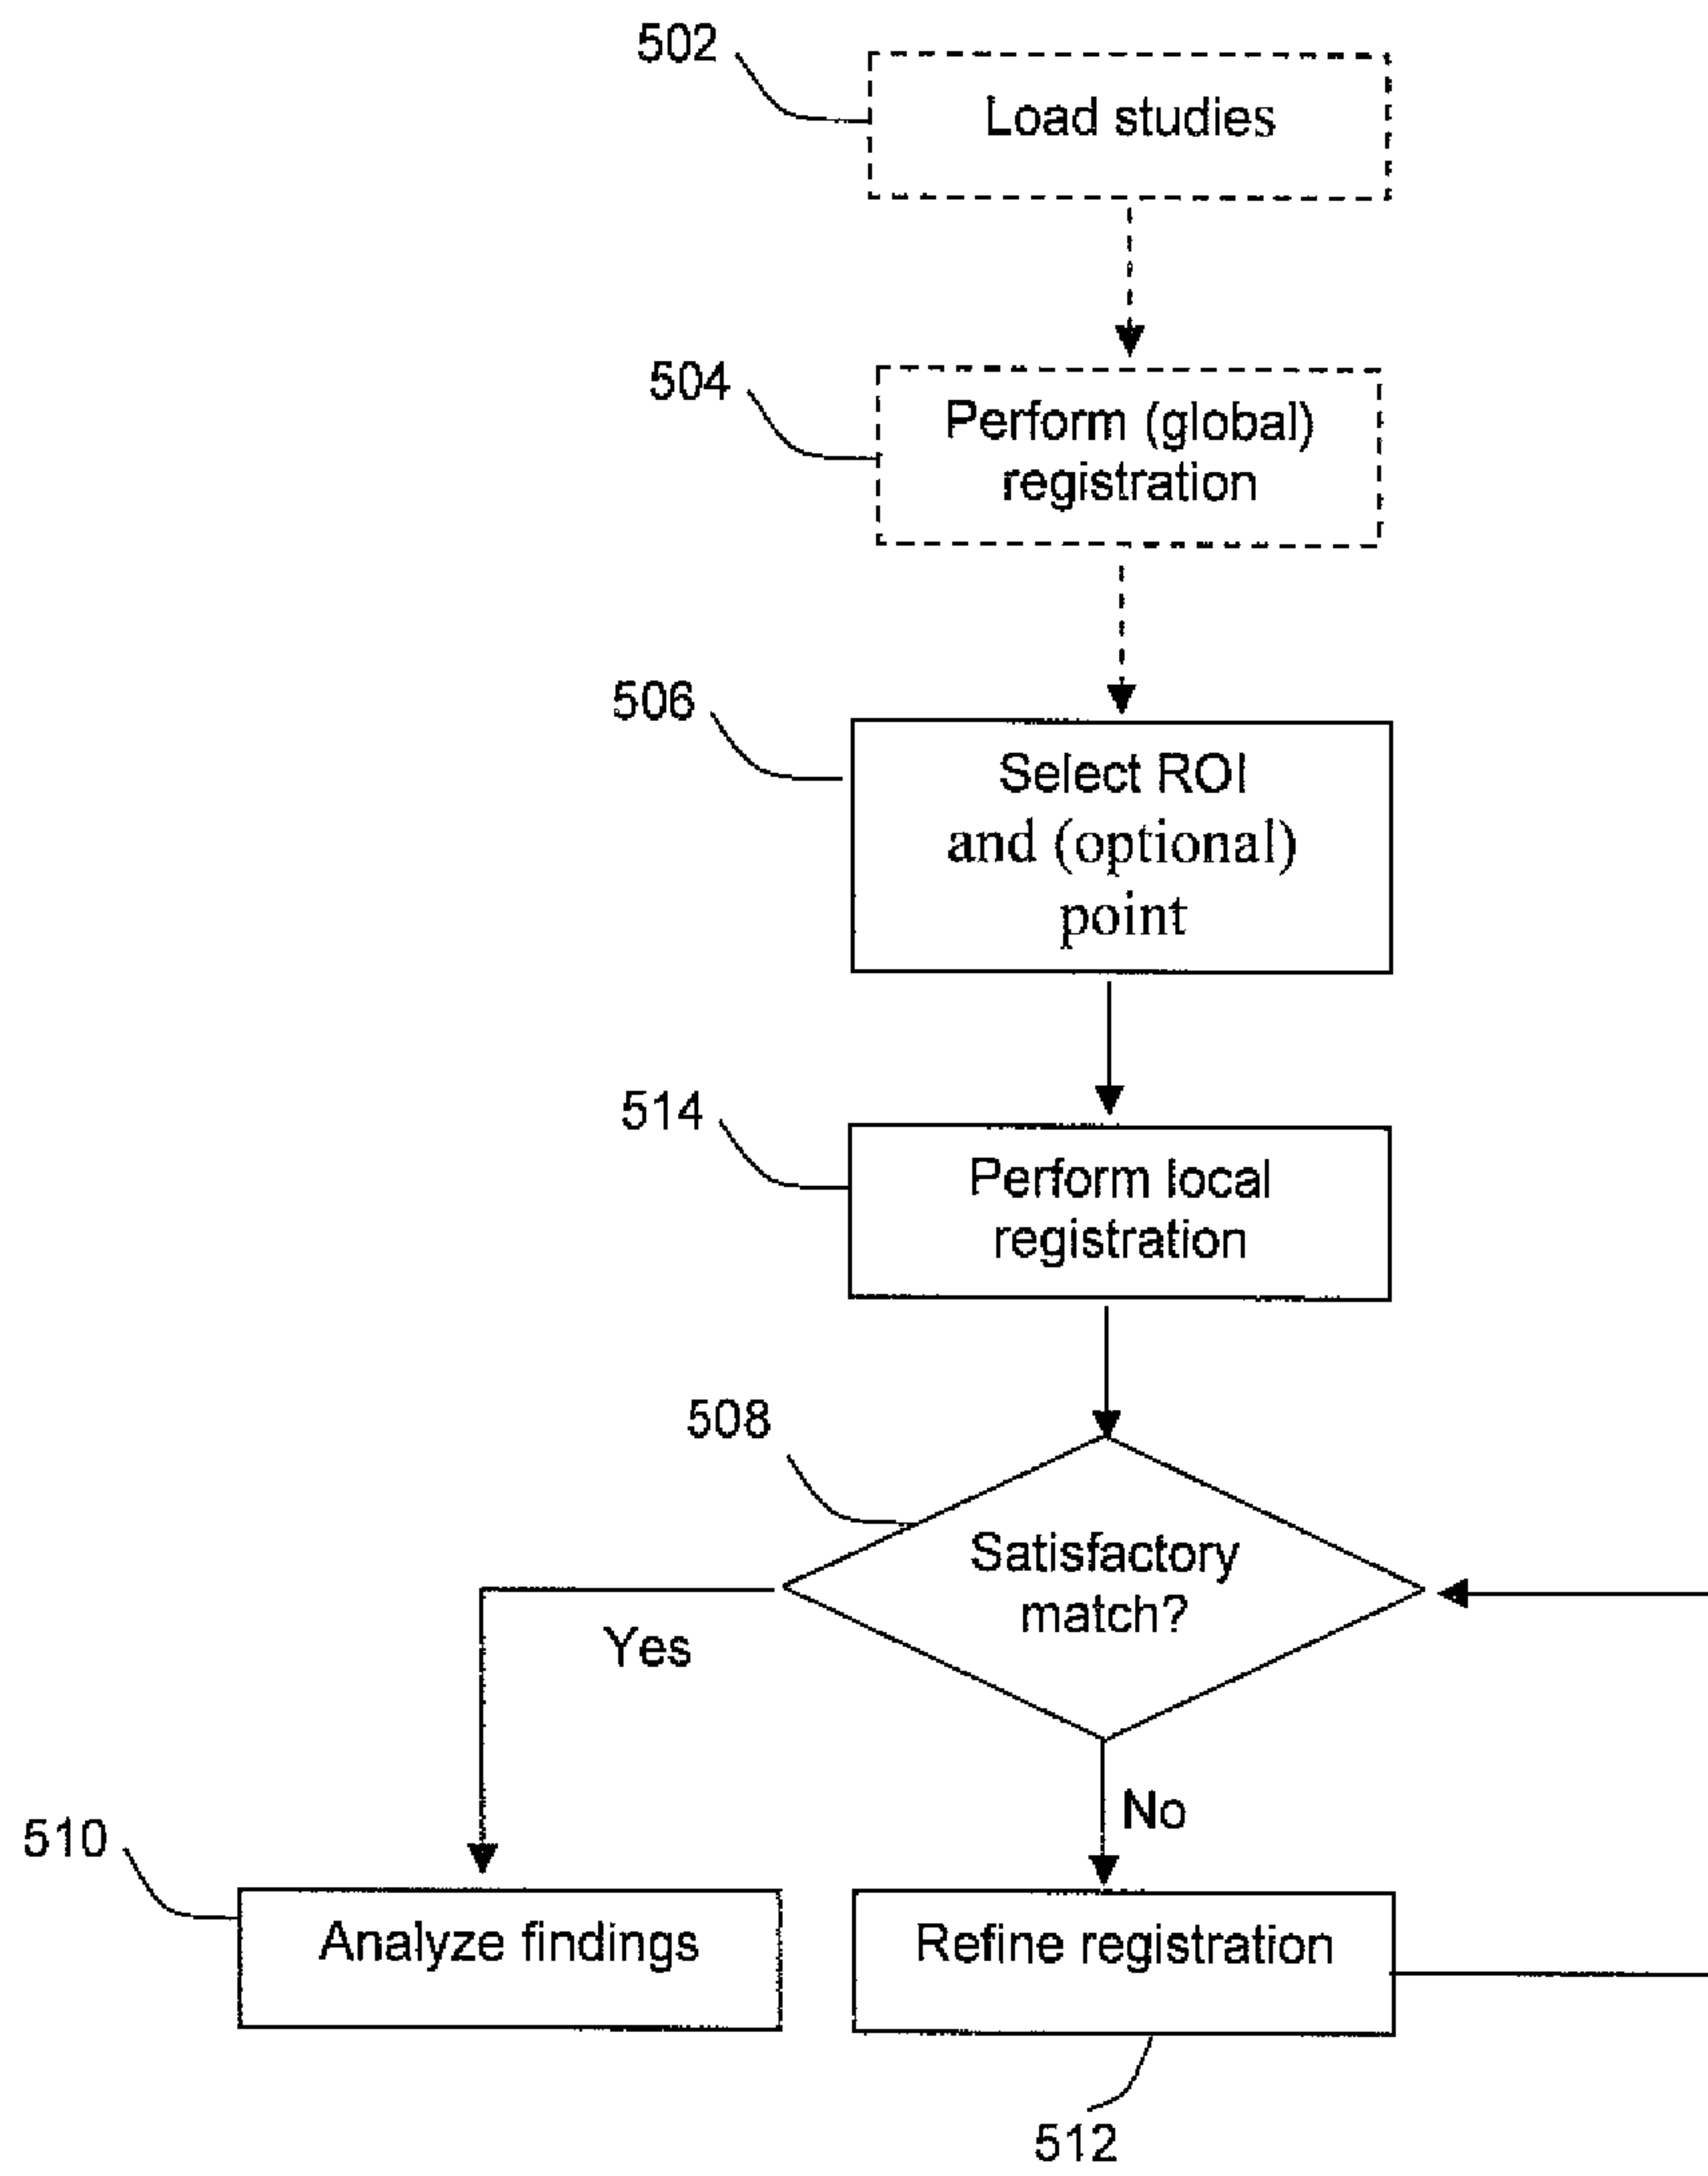 502
Load studies
504
Perform (global)
registration
506
Select ROI
and (optional)
point
514
Perform local
registration
508
Satisfactory
match?
Yes
No
510
Analyze findings
Refine registration
512